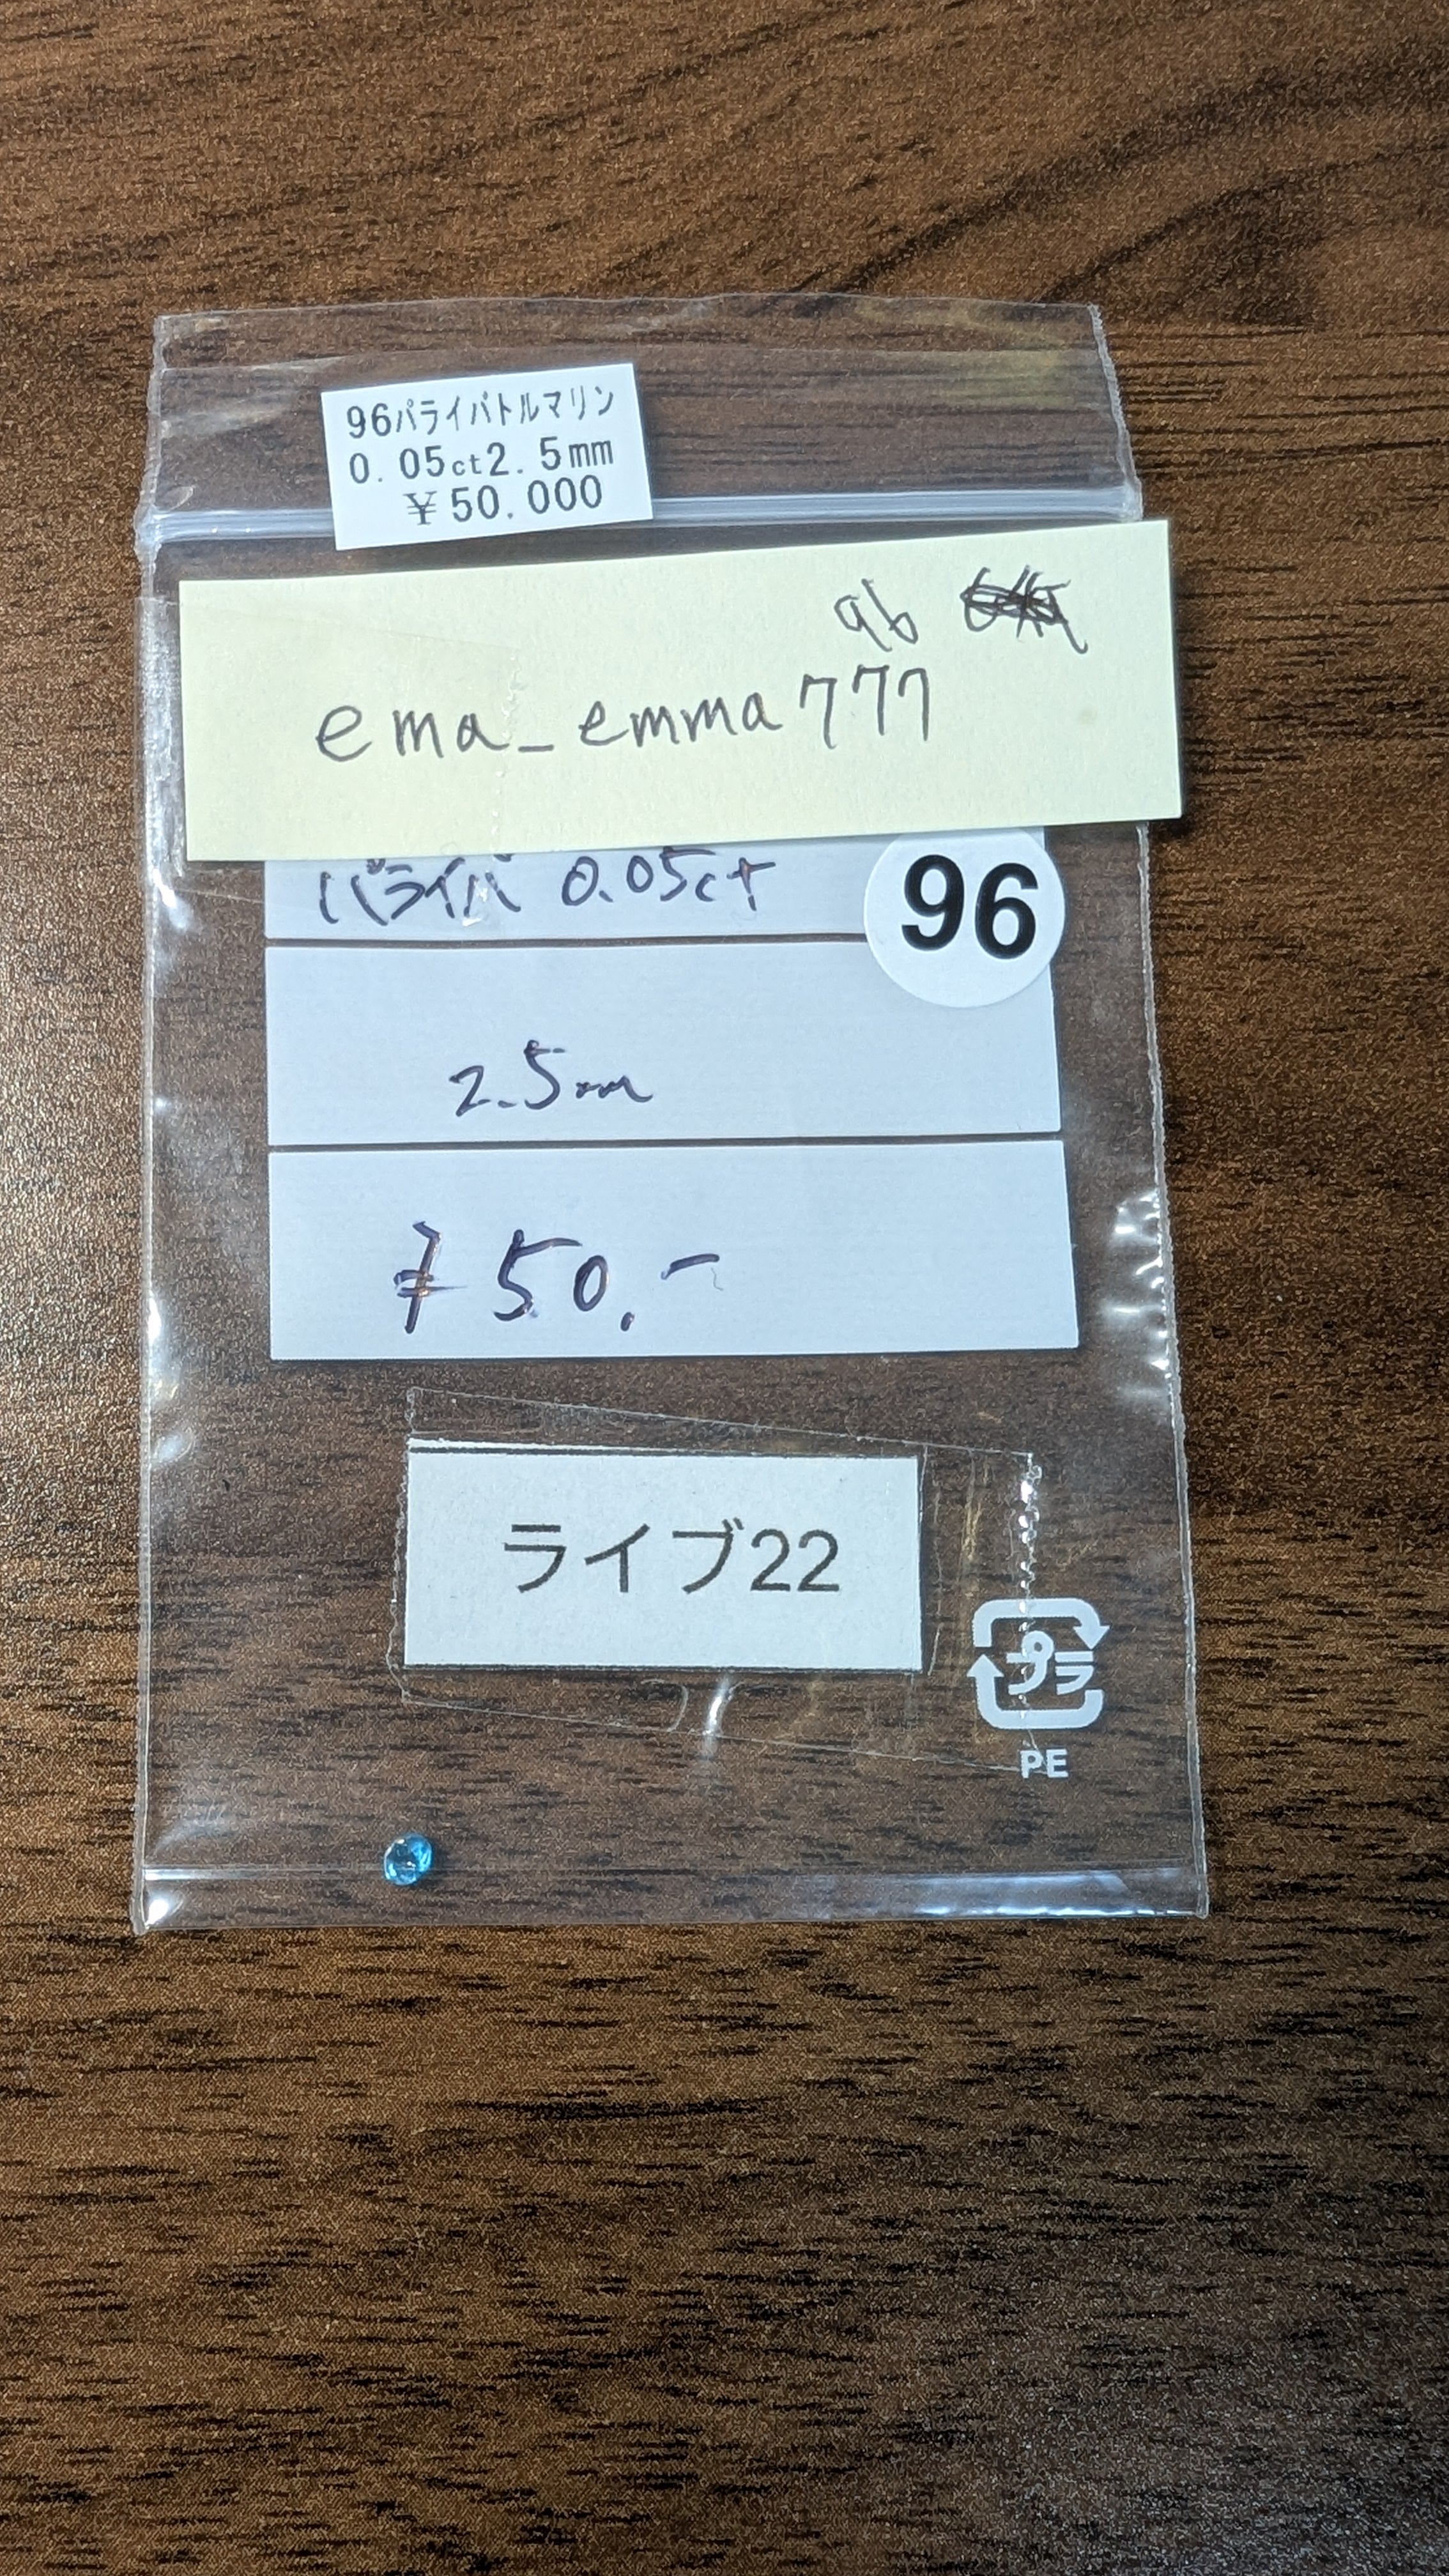 96パライバトルマリン
0.05ct2.5mm
¥50.000
96
ema_emma777
パライバ 0.05ct
96
2.5mm
¥50.-
ライブ22
プラ
PE